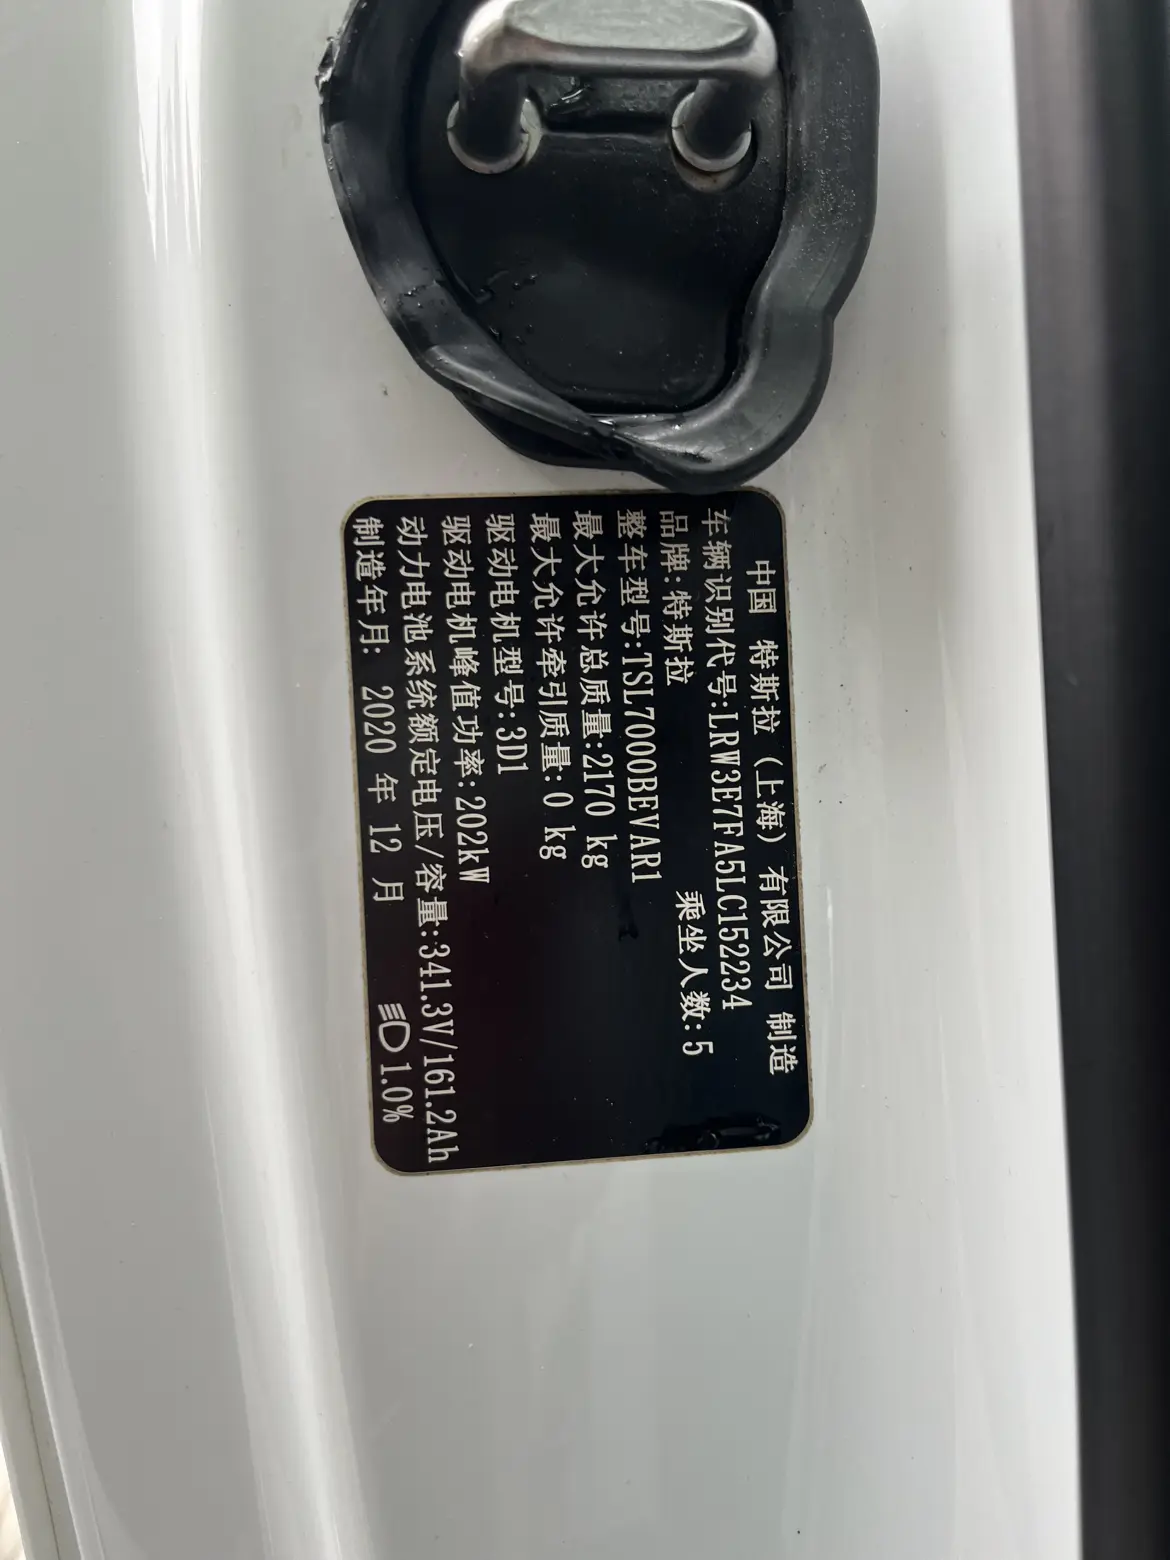 中国 特斯拉（上海）有限公司 制造
车辆识别代号:LRW3E7FA5LC152234
品牌:特斯拉 乘坐人数:5
整车型号:TSL7000BEVAR1
最大允许总质量:2170 kg
最大允许牵引质量:0 kg
驱动电机型号:3D1
驱动电机峰值功率:202kW
动力电池系统额定电压/容量:341.3V/161.2Ah
制造年月: 2020 年 12 月 1.0%